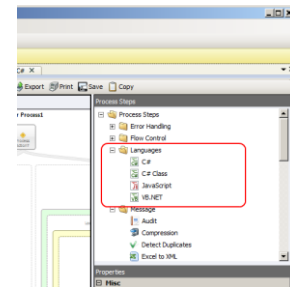 C# X
Export Print Save Copy
Process Steps
r Process1
Process Steps
Error Handling
Flow Control
Languages
C#
C# Class
JavaScript
VB.NET
Message
Audit
Compression
Detect Duplicates
Excel to XML
Properties
Misc